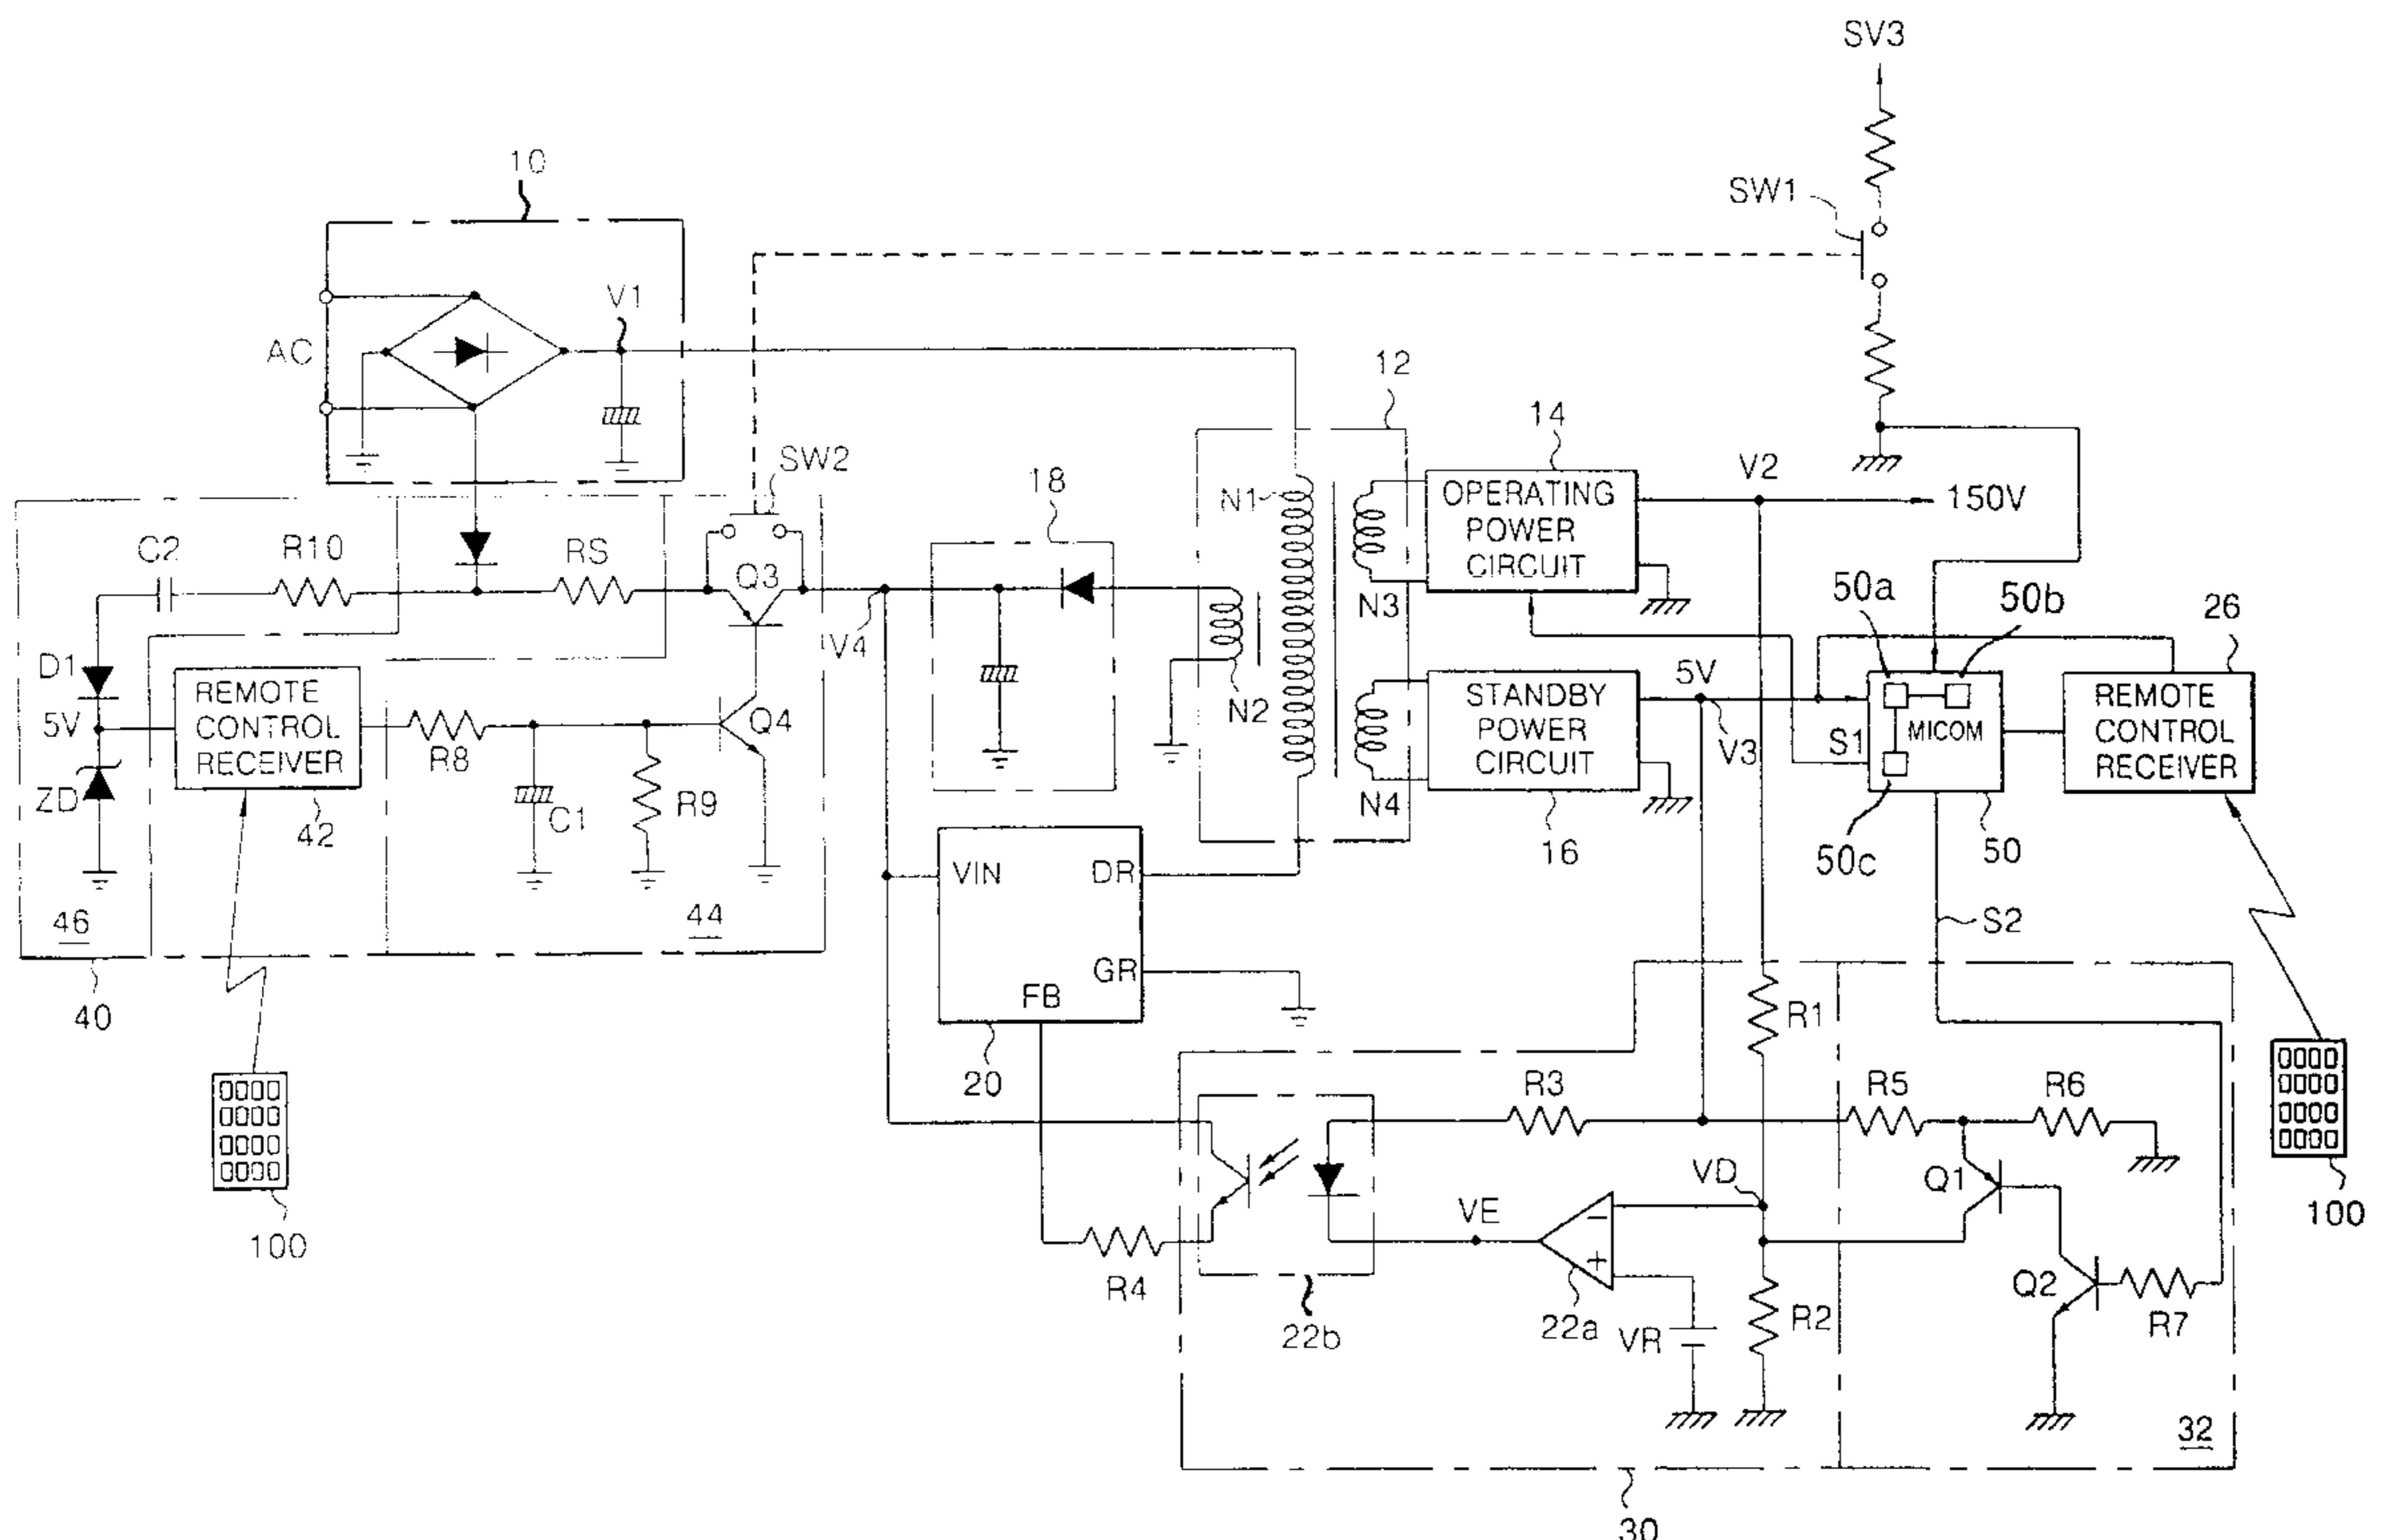 SV3
10
SW1
V1
AC
12
14
SW2
V2
18
N1
OPERATING
POWER
CIRCUIT
150V
C2
R10
RS
Q3
50a
50b
26
N3
V4
D1
5V
REMOTE
CONTROL
RECEIVER
STANDBY
POWER
CIRCUIT
REMOTE
CONTROL
RECEIVER
5V
Q4
N2
S1
MICOM
V3
R8
ZD
N4
C1
R9
42
16
50c
50
VIN
DR
46
44
S2
GR
FB
40
R1
20
R3
R5
R6
VD
Q1
100
VE
100
R4
Q2
22b
22a
VR
R2
R7
32
30